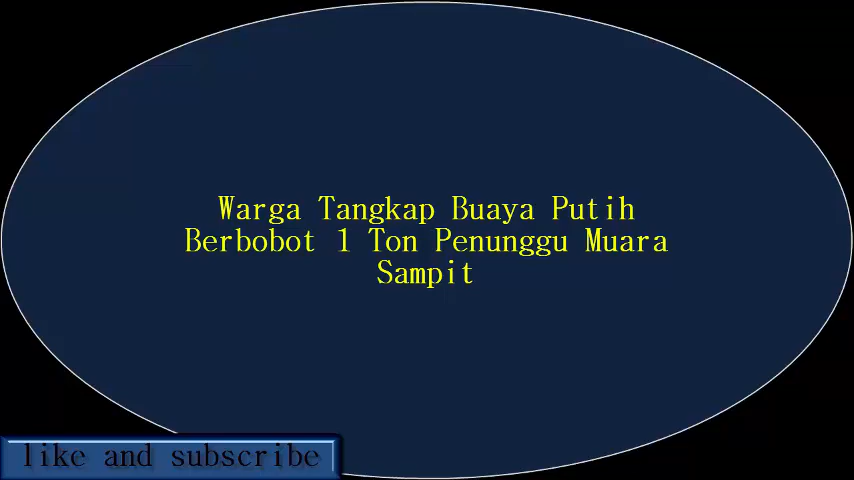 Warga Tangkap Buaya Putih
Berbobot 1 Ton Penunggu Muara
Sampit
like and subscribe